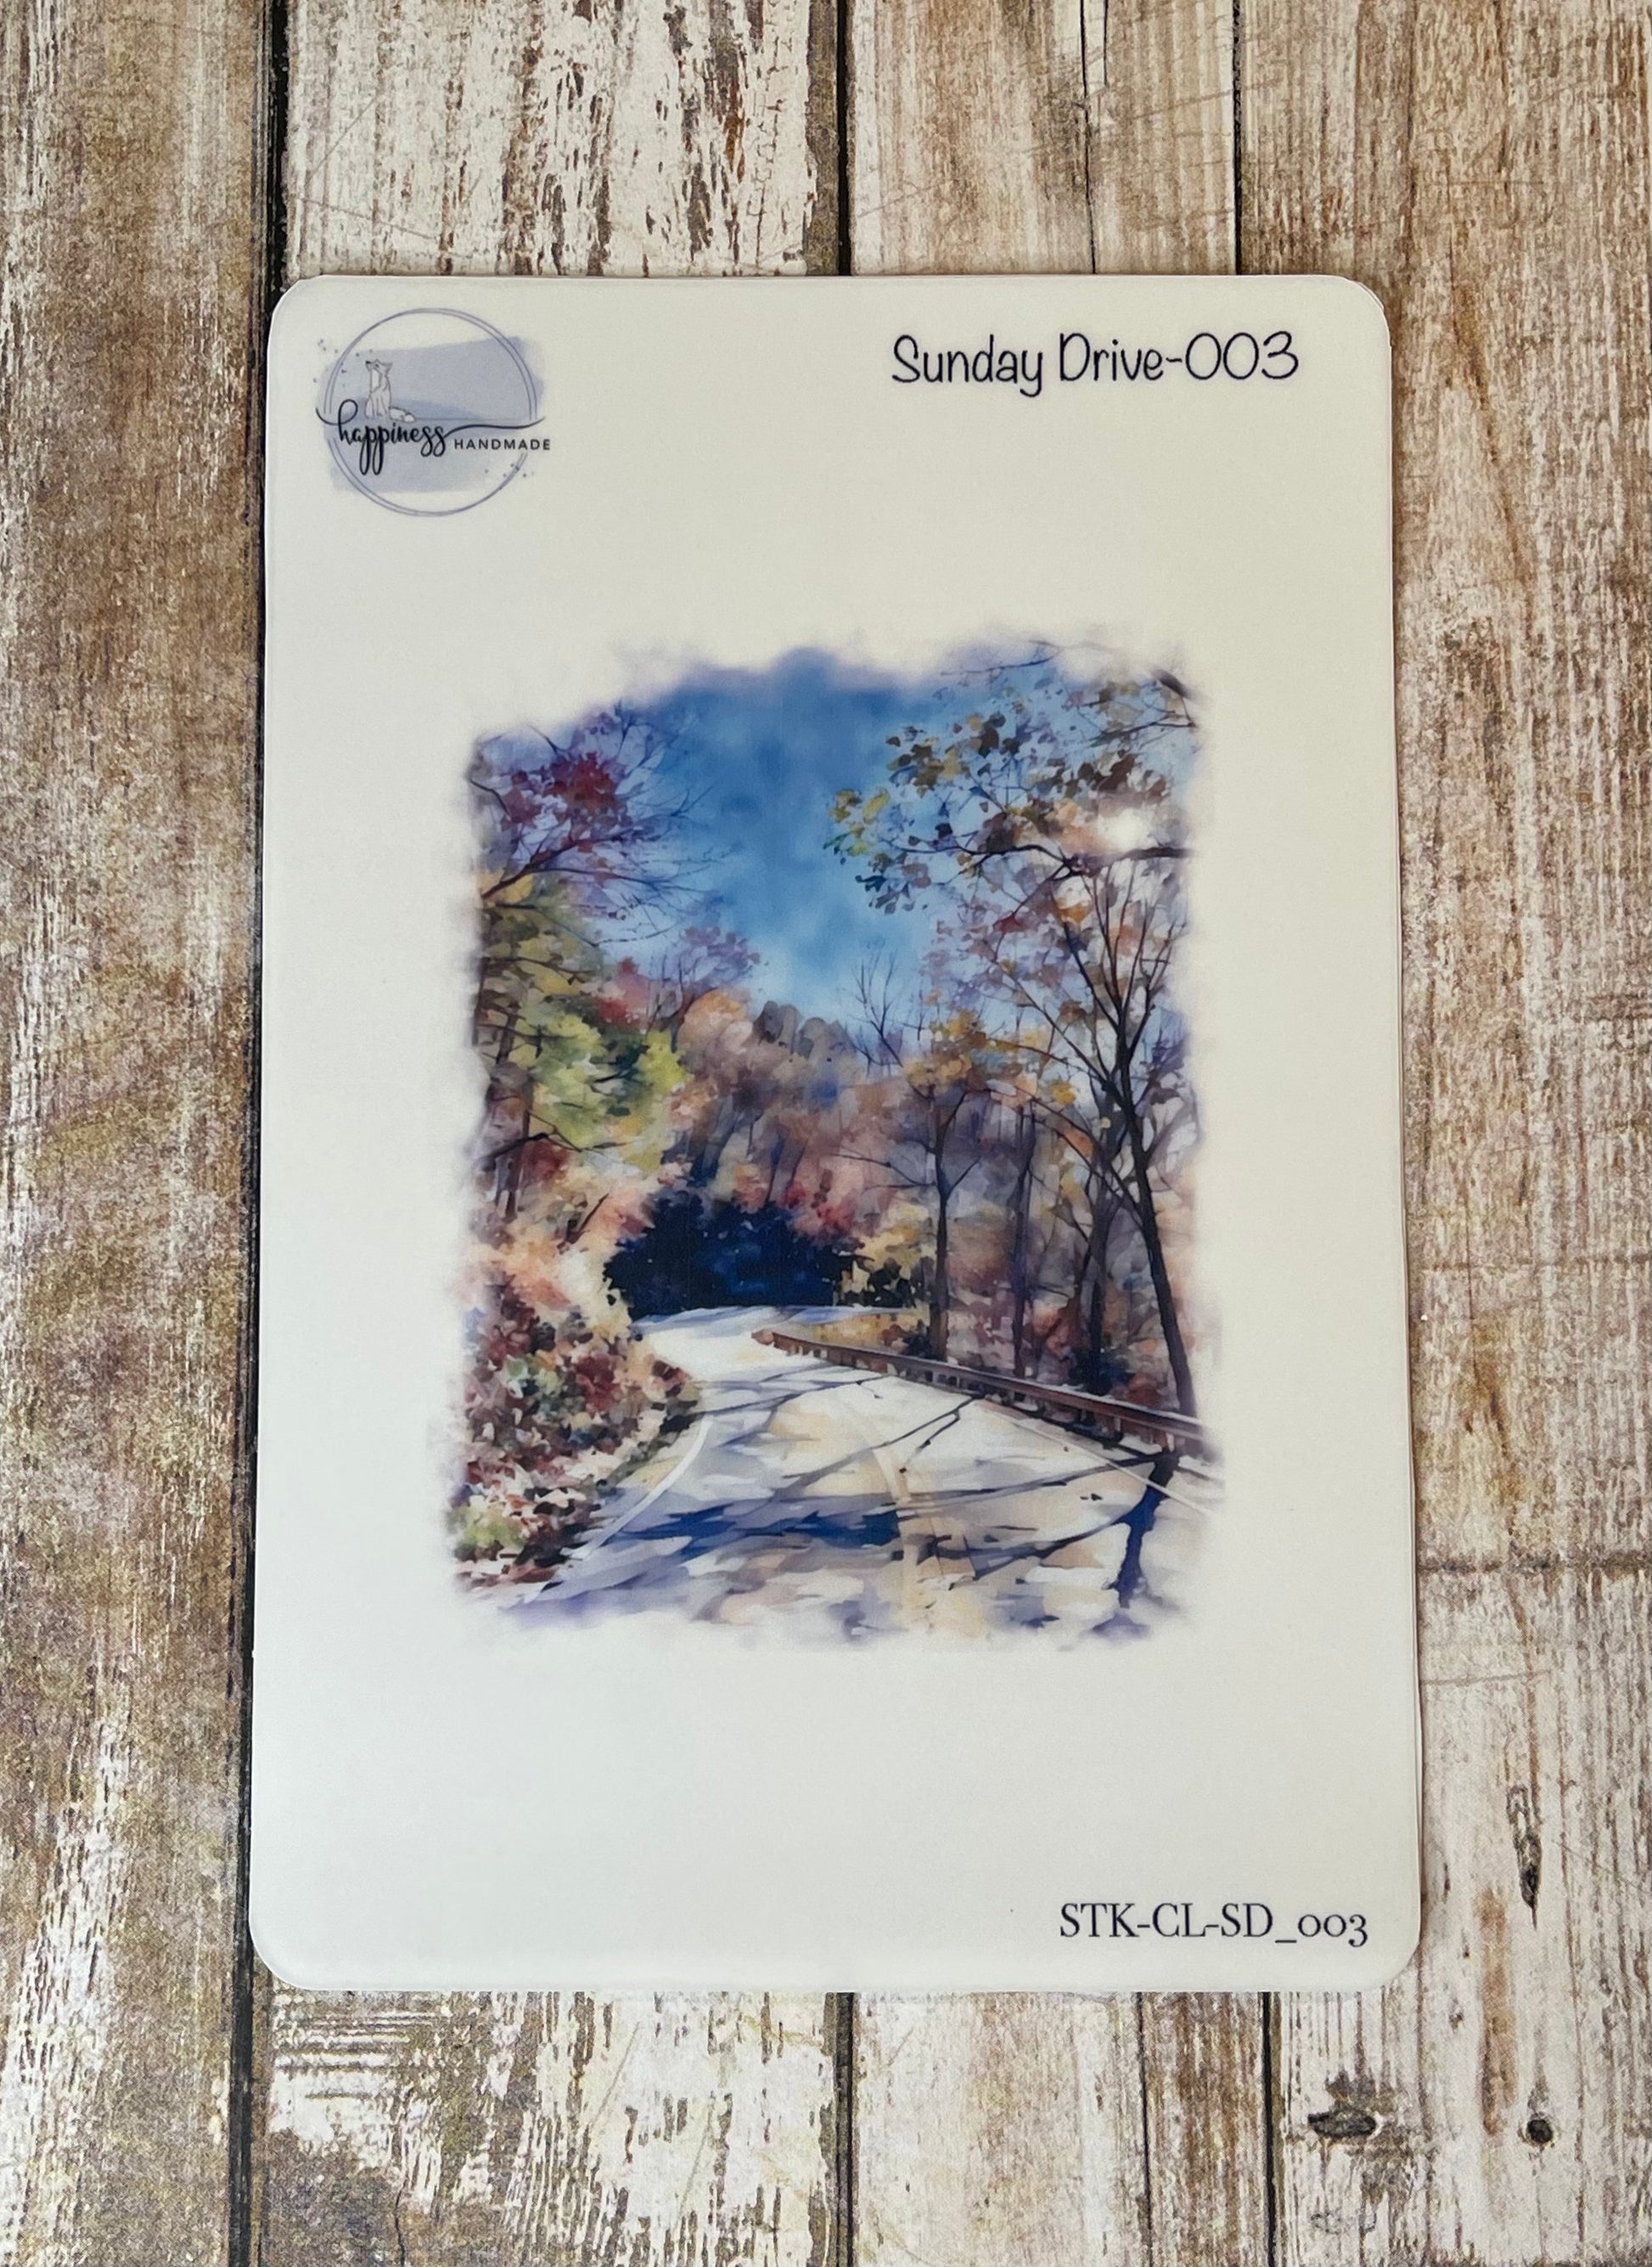 Sunday Drive-003
happiness HANDMADE
STK-CL-SD_003